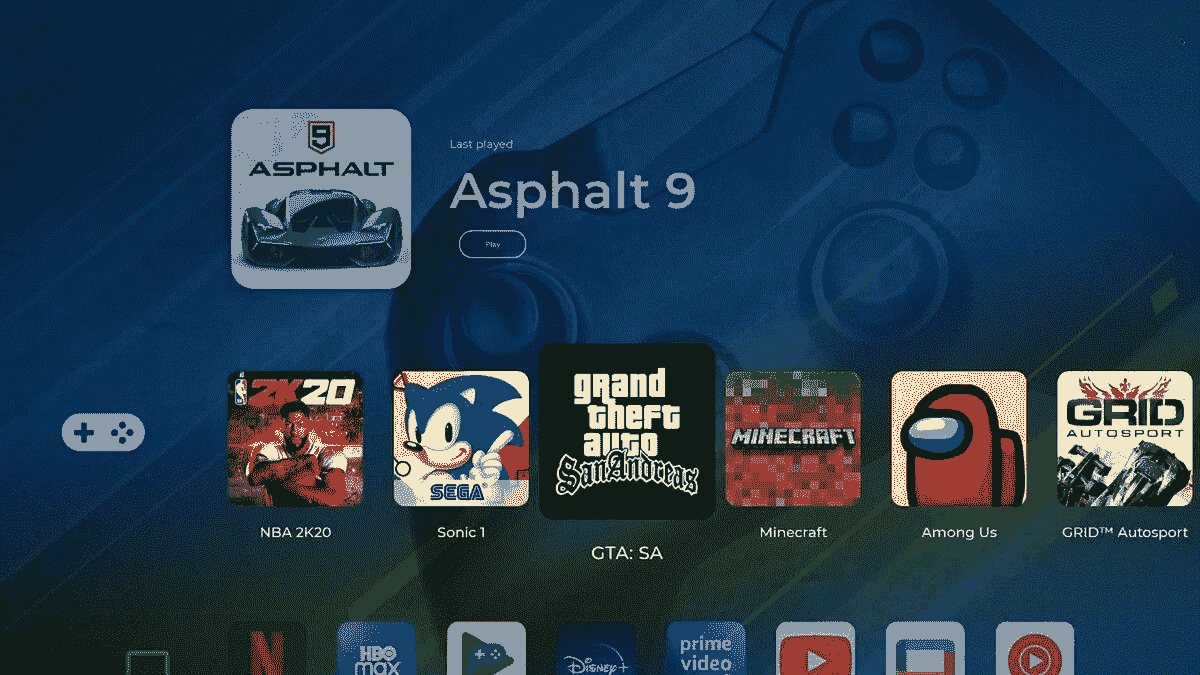 9
ASPHALT
Last played
Asphalt 9
Play
2K20
SEGA
grand
theft
auto
San Andreas
MINECRAFT
GRID
AUTOSPORT
NBA 2K20
Sonic 1
GTA: SA
Minecraft
Among Us
GRID™ Autosport
N
HBO
max
Disney+
prime
video